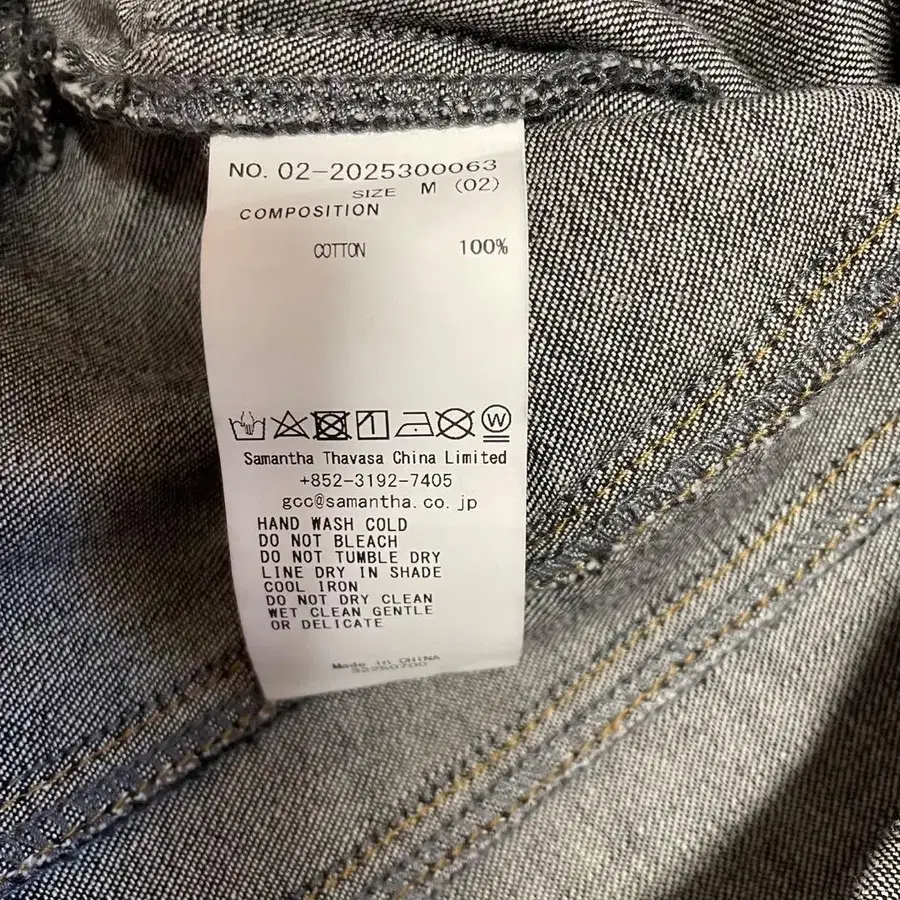 NO. 02-2025300063
SIZE M (02)
COMPOSITION
COTTON 100%
W
Samantha Thavasa China Limited
+852-3192-7405
gcc@samantha.co.jp
HAND WASH COLD
DO NOT BLEACH
DO NOT TUMBLE DRY
LINE DRY IN SHADE
COOL IRON
DO NOT DRY CLEAN
WET CLEAN GENTLE
OR DELICATE
Made in CHINA